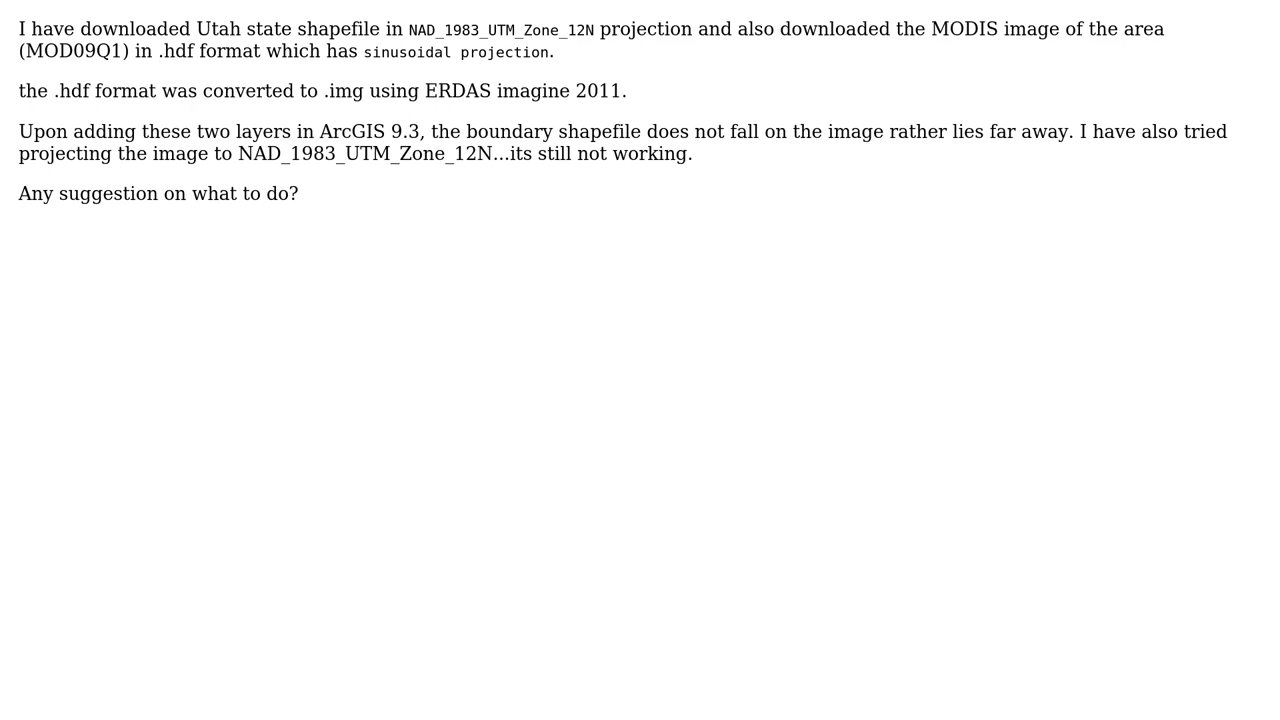 I have downloaded Utah state shapefile in NAD_1983_UTM_Zone_12N projection and also downloaded the MODIS image of the area
(MOD09Q1) in .hdf format which has sinusoidal projection.
the .hdf format was converted to .img using ERDAS imagine 2011.
Upon adding these two layers in ArcGIS 9.3, the boundary shapefile does not fall on the image rather lies far away. I have also tried
projecting the image to NAD_1983_UTM_Zone_12N...its still not working.
Any suggestion on what to do?